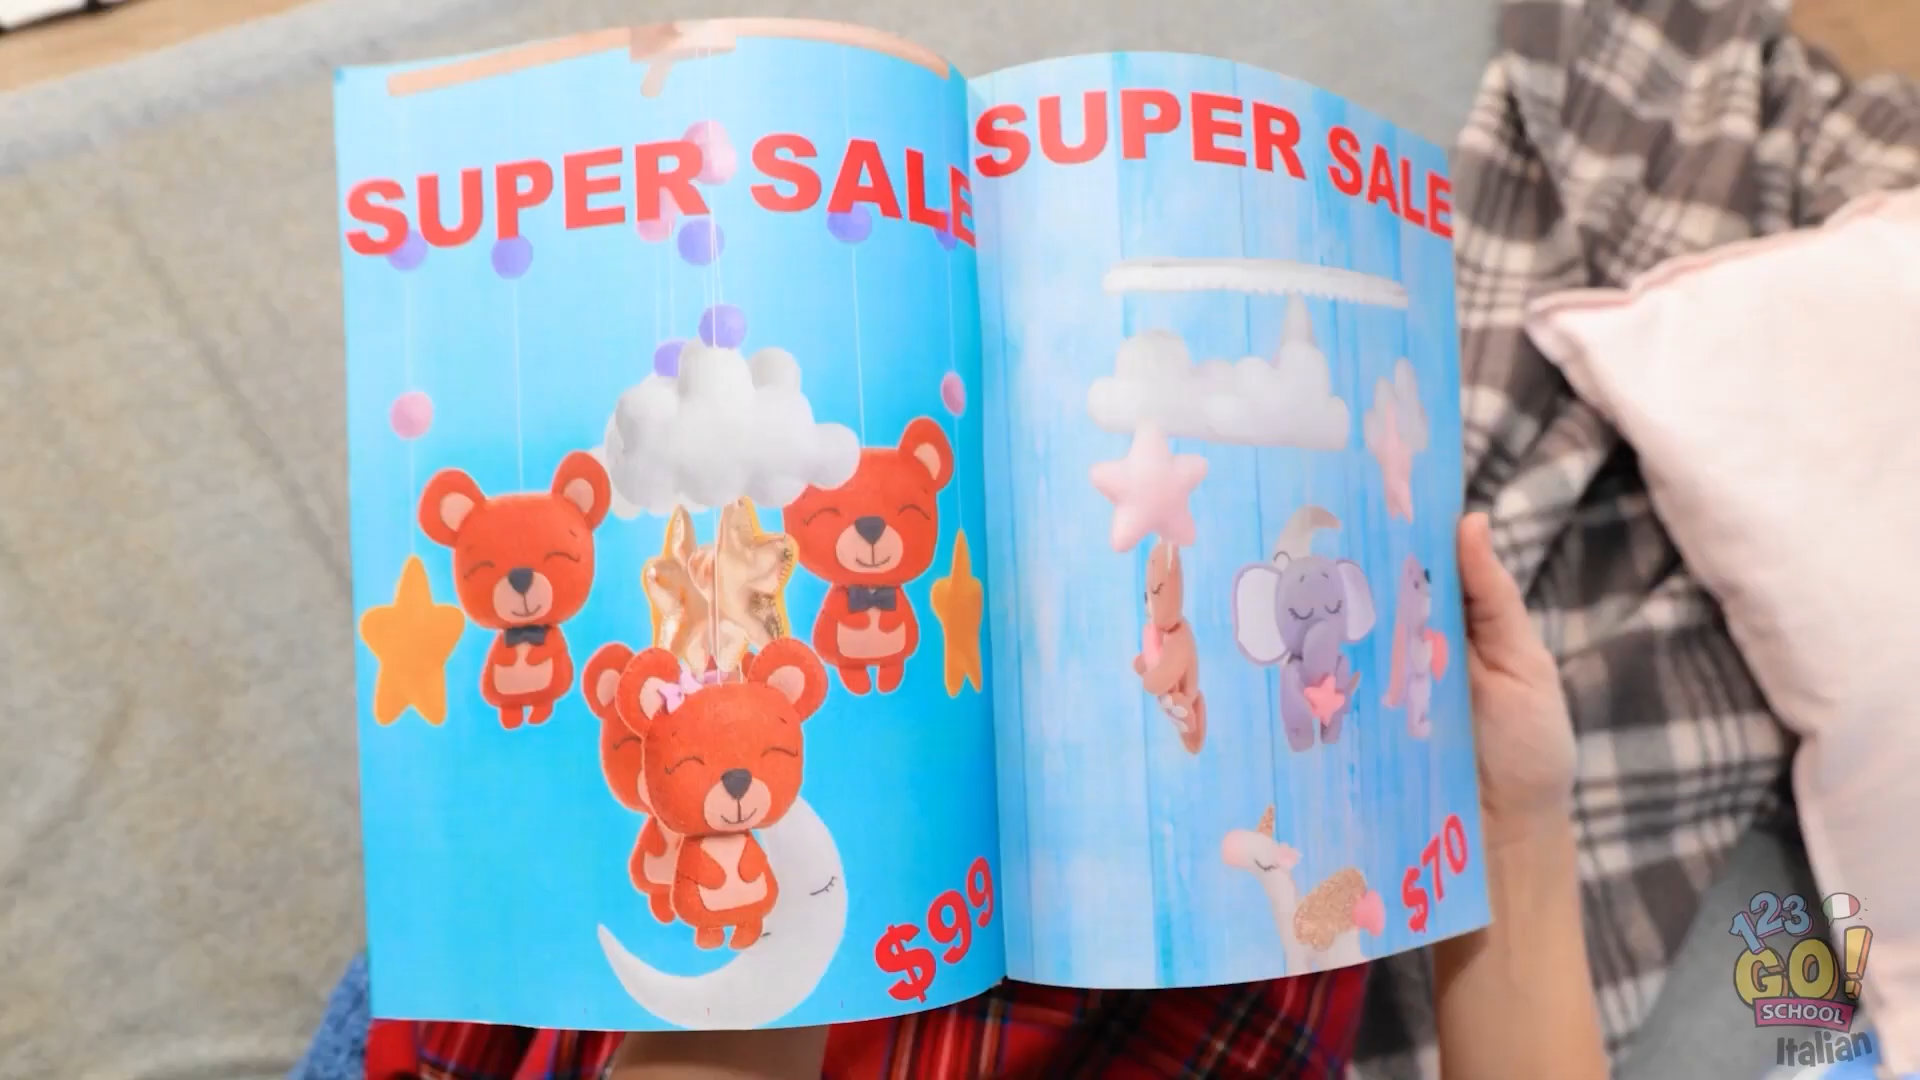 SUPER SALE
$99
SUPER SALE
$70
123
GO!
SCHOOL
Italian